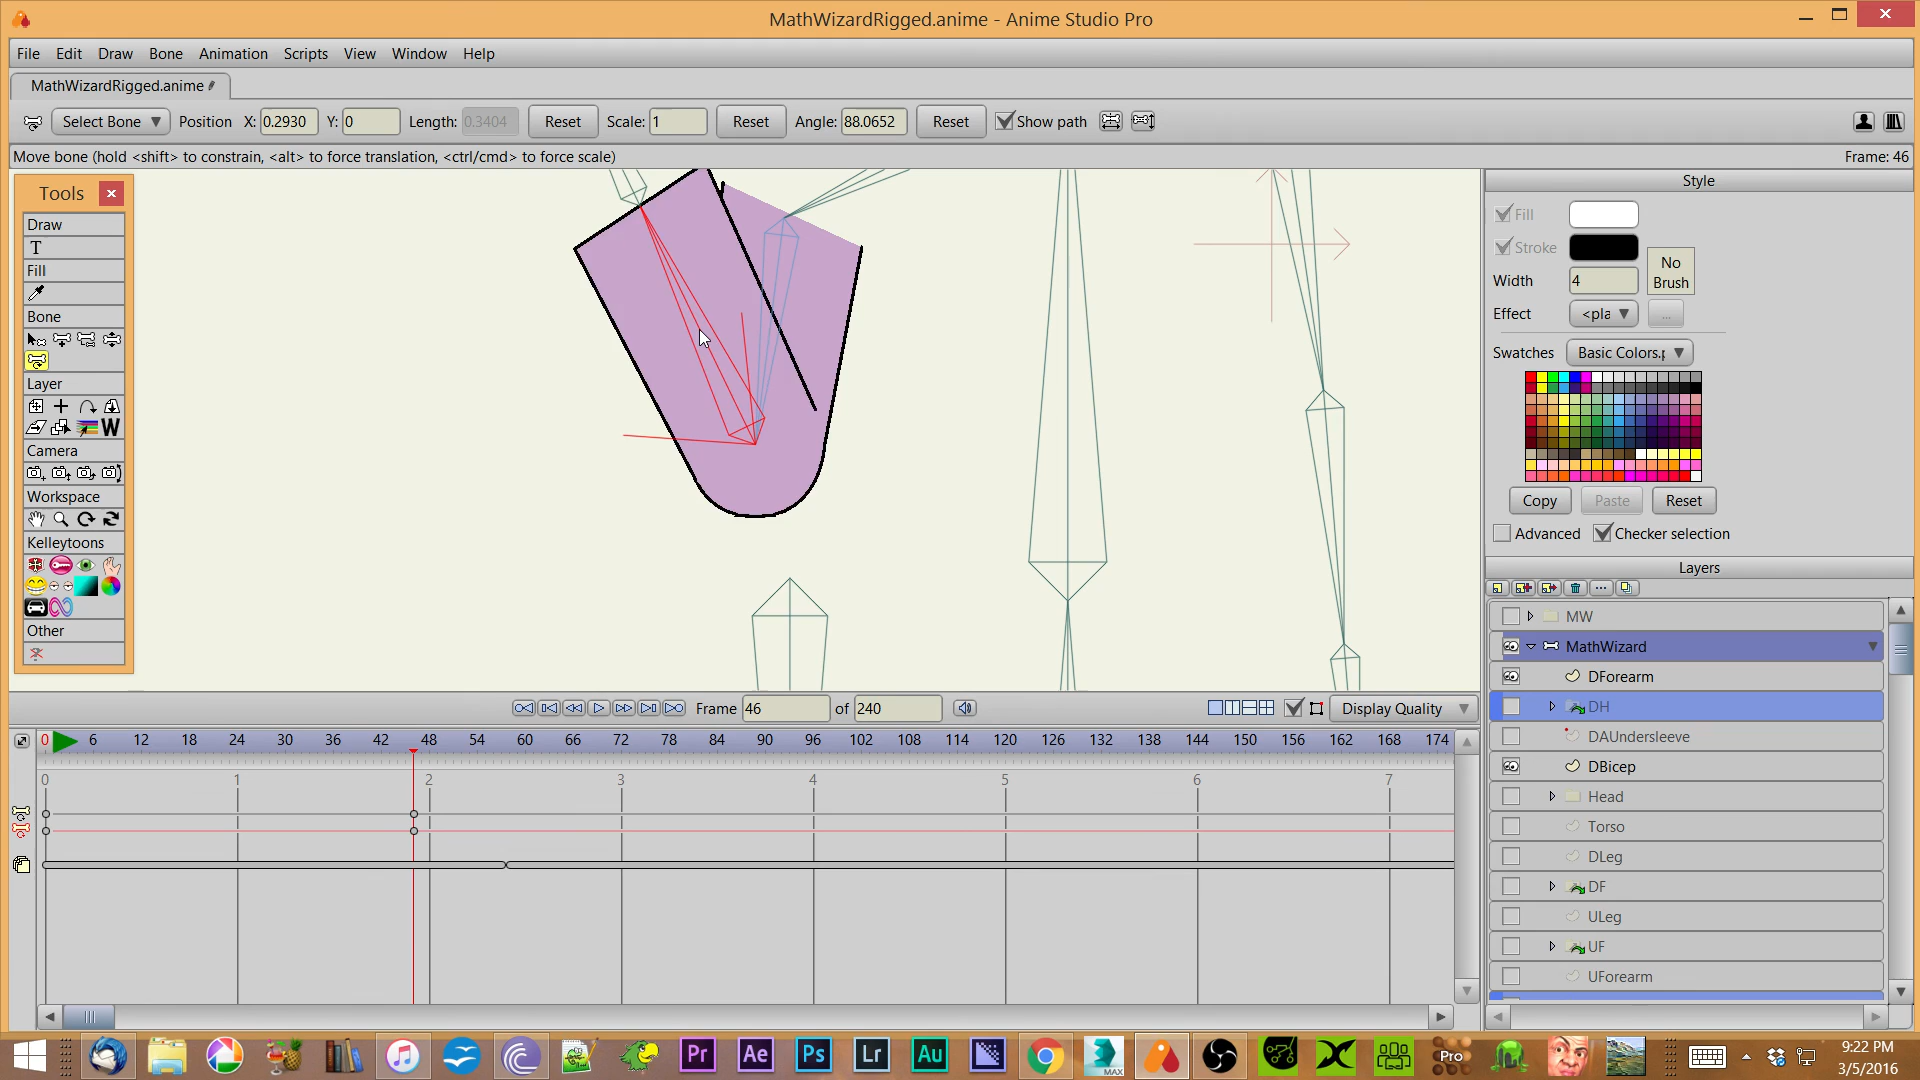 MathWizardRigged.anime - Anime Studio Pro
File Edit Draw Bone Animation Scripts View Window Help
MathWizardRigged.anime
Select Bone Position X: 0.2930 Y: 0 Length: 0.3404 Reset Scale: 1 Reset Angle: 88.0652 Reset Show path
Move bone (hold <shift> to constrain, <alt> to force translation, <ctrl/cmd> to force scale) Frame: 46
Tools
Draw
T
Fill
Bone
Layer
W
Camera
Workspace
Kelleytoons
Other
Style
Fill
Stroke
Width 4
No
Brush
Effect <pla ...
Swatches Basic Colors.p
Copy Paste Reset
Advanced Checker selection
Layers
MW
MathWizard
DForearm
DH
DAUndersleeve
DBicep
Head
Torso
DLeg
DF
ULeg
UF
UForearm
Frame 46 of 240 Display Quality
0 6 12 18 24 30 36 42 48 54 60 66 72 78 84 90 96 102 108 114 120 126 132 138 144 150 156 162 168 174
0 1 2 3 4 5 6 7
Pr Ae Ps Lr Au MAX Pro
9:22 PM
3/5/2016